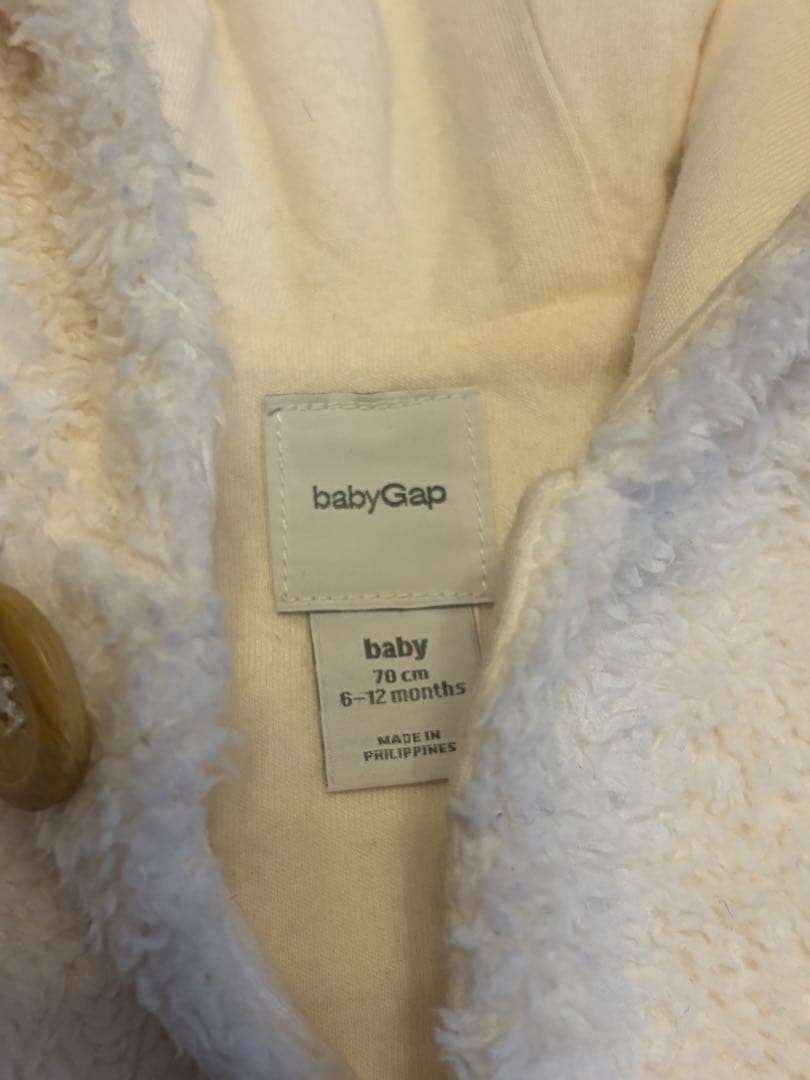 babyGap
baby
70 cm
6-12 months
MADE IN
PHILIPPINES